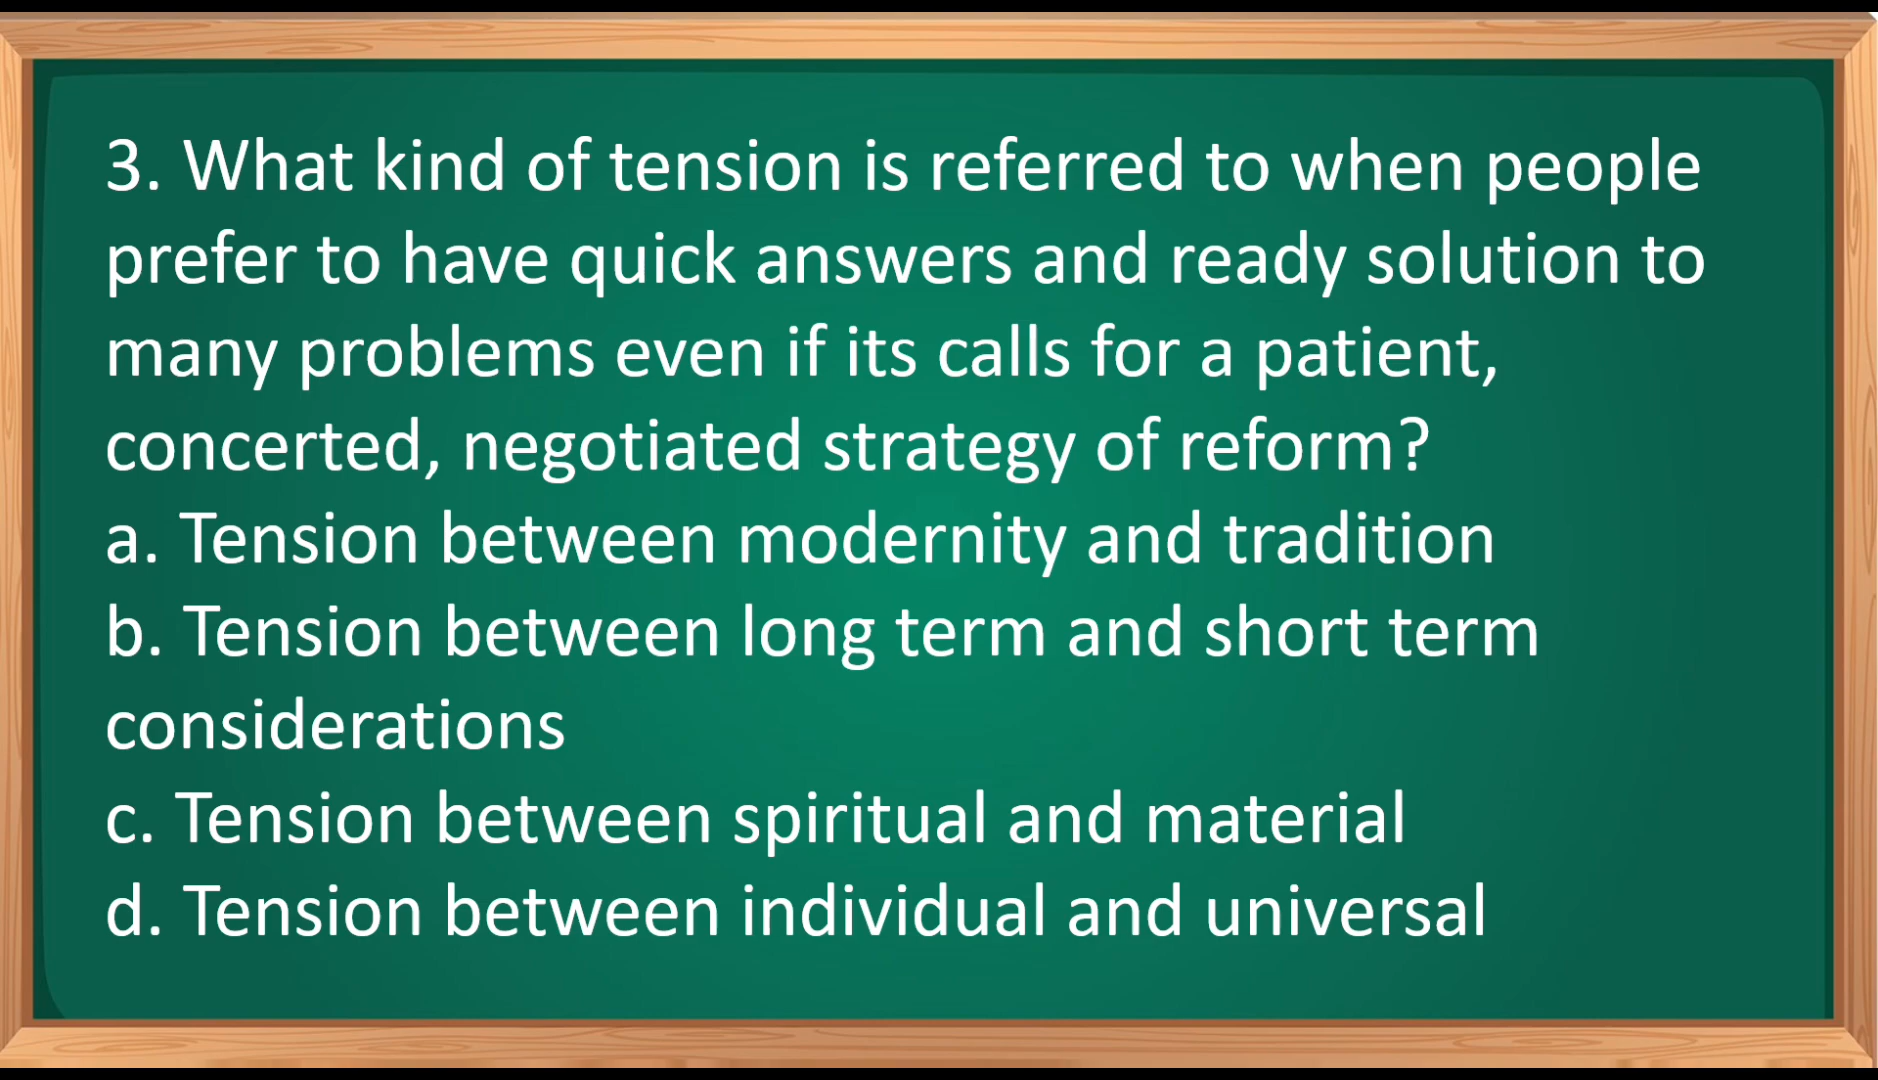 3. What kind of tension is referred to when people
prefer to have quick answers and ready solution to
many problems even if its calls for a patient,
concerted, negotiated strategy of reform?
a. Tension between modernity and tradition
b. Tension between long term and short term
considerations
c. Tension between spiritual and material
d. Tension between individual and universal